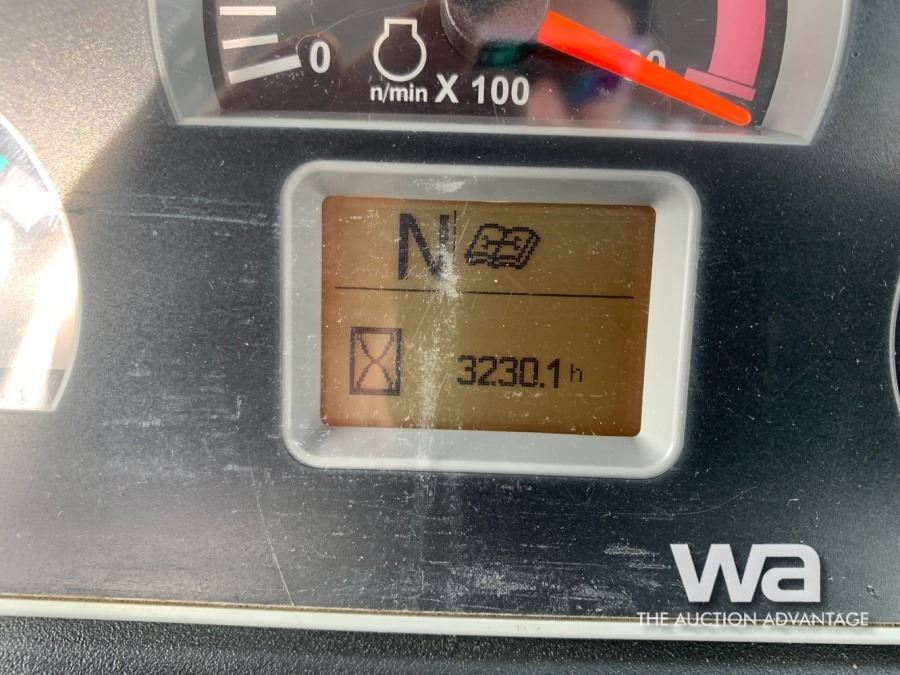 0
n/min X 100
N
3230.1 h
wa
THE AUCTION ADVANTAGE